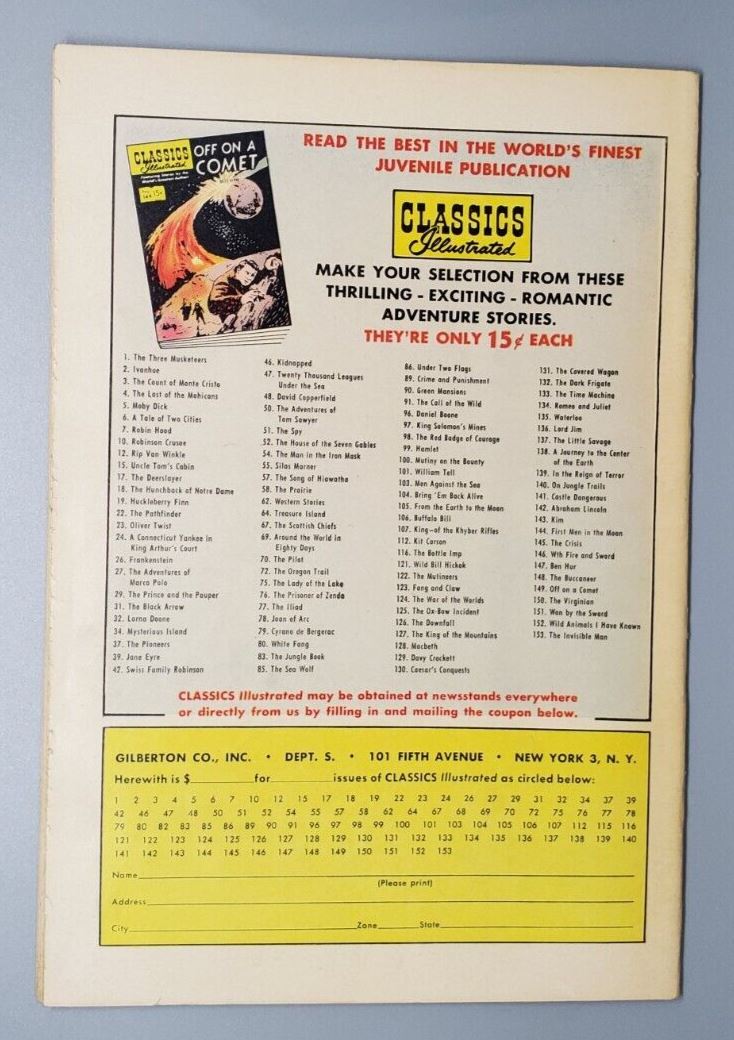 CLASSICS
Illustrated
Featuring Stories by the
World's Greatest Authors
15¢
OFF ON A
COMET
READ THE BEST IN THE WORLD'S FINEST
JUVENILE PUBLICATION
CLASSICS
Illustrated
MAKE YOUR SELECTION FROM THESE
THRILLING - EXCITING - ROMANTIC
ADVENTURE STORIES.
THEY'RE ONLY 15¢ EACH
1. The Three Musketeers
2. Ivanhoe
3. The Count of Monte Cristo
4. The Last of the Mohicans
5. Moby Dick
6. A Tale of Two Cities
7. Robin Hood
10. Robinson Crusoe
12. Rip Van Winkle
15. Uncle Tom's Cabin
17. The Deerslayer
18. The Hunchback of Notre Dame
19. Huckleberry Finn
22. The Pathfinder
23. Oliver Twist
24. A Connecticut Yankee in
King Arthur's Court
26. Frankenstein
27. The Adventures of
Marco Polo
29. The Prince and the Pauper
31. The Black Arrow
32. Lorna Doone
34. Mysterious Island
37. The Pioneers
39. Jane Eyre
42. Swiss Family Robinson
46. Kidnapped
47. Twenty Thousand Leagues
Under the Sea
48. David Copperfield
50. The Adventures of
Tom Sawyer
51. The Spy
52. The House of the Seven Gables
54. The Man in the Iron Mask
55. Silas Marner
57. The Song of Hiawatha
58. The Prairie
62. Western Stories
64. Treasure Island
67. The Scottish Chiefs
69. Around the World in
Eighty Days
70. The Pilot
72. The Oregon Trail
75. The Lady of the Lake
76. The Prisoner of Zenda
77. The Iliad
78. Joan of Arc
79. Cyrano de Bergerac
80. White Fang
83. The Jungle Book
85. The Sea Wolf
86. Under Two Flags
89. Crime and Punishment
90. Green Mansions
91. The Call of the Wild
96. Daniel Boone
97. King Solomon's Mines
98. The Red Badge of Courage
99. Hamlet
100. Mutiny on the Bounty
101. William Tell
103. Men Against the Sea
104. Bring 'Em Back Alive
105. From the Earth to the Moon
106. Buffalo Bill
107. King—of the Khyber Rifles
112. Kit Carson
116. The Bottle Imp
121. Wild Bill Hickok
122. The Mutineers
123. Fang and Claw
124. The War of the Worlds
125. The Ox-Bow Incident
126. The Downfall
127. The King of the Mountains
128. Macbeth
129. Davy Crockett
130. Caesar's Conquests
131. The Covered Wagon
132. The Dark Frigate
133. The Time Machine
134. Romeo and Juliet
135. Waterloo
136. Lord Jim
137. The Little Savage
138. A Journey to the Center
of the Earth
139. In the Reign of Terror
140. On Jungle Trails
141. Castle Dangerous
142. Abraham Lincoln
143. Kim
144. First Men in the Moon
145. The Crisis
146. Wth Fire and Sword
147. Ben Hur
148. The Buccaneer
149. Off on a Comet
150. The Virginian
151. Won by the Sword
152. Wild Animals I Have Known
153. The Invisible Man
CLASSICS Illustrated may be obtained at newsstands everywhere
or directly from us by filling in and mailing the coupon below.
GILBERTON CO., INC. • DEPT. S. • 101 FIFTH AVENUE • NEW YORK 3, N. Y.
Herewith is $ for issues of CLASSICS Illustrated as circled below:
1 2 3 4 5 6 7 10 12 15 17 18 19 22 23 24 26 27 29 31 32 34 37 39
42 46 47 48 50 51 52 54 55 57 58 62 64 67 68 69 70 72 75 76 77 78
79 80 82 83 85 86 89 90 91 96 97 98 99 100 101 103 104 105 106 107 112 115 116
121 122 123 124 125 126 127 128 129 130 131 132 133 134 135 136 137 138 139 140
141 142 143 144 145 146 147 148 149 150 151 152 153
Name
(Please print)
Address
City Zone State